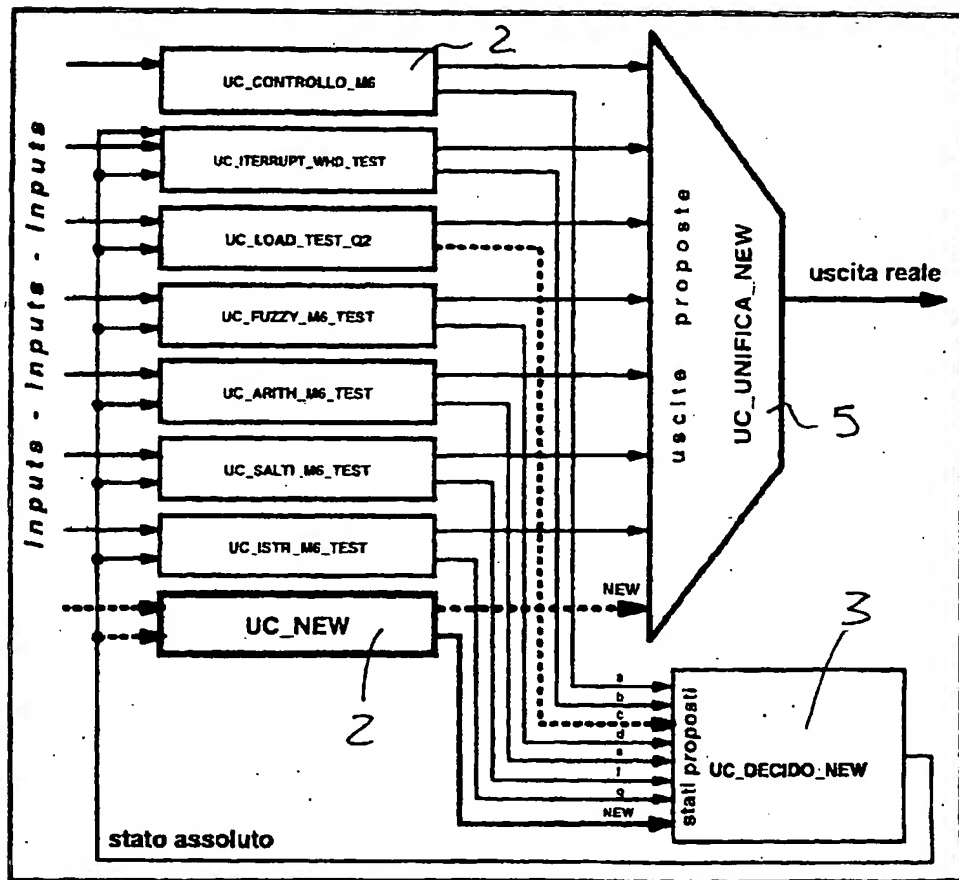 Inputs - Inputs - Inputs
UC_CONTROLLO_M6
2
UC_ITERRUPT_WHD_TEST
UC_LOAD_TEST_Q2
UC_FUZZY_M6_TEST
UC_ARITH_M6_TEST
UC_SALTI_M6_TEST
UC_ISTR_M6_TEST
UC_NEW
2
NEW
uscite proposte
UC_UNIFICA_NEW
5
uscita reale
a
b
c
d
e
f
g
NEW
stati proposti
UC_DECIDO_NEW
3
stato assoluto